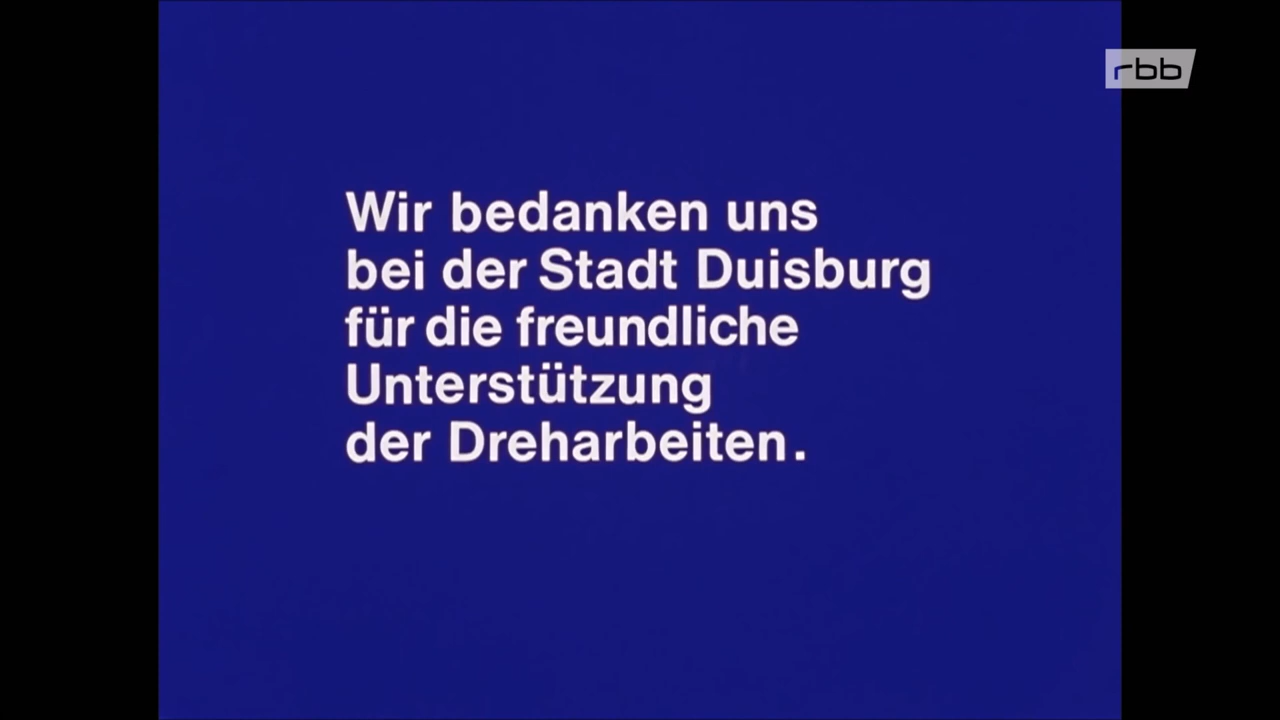 rbb
Wir bedanken uns
bei der Stadt Duisburg
für die freundliche
Unterstützung
der Dreharbeiten.